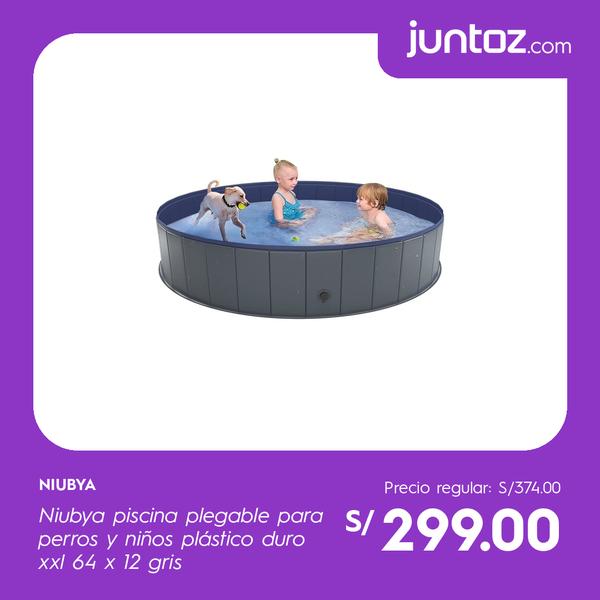 juntoz.com
NIUBYA
Niubya piscina plegable para
perros y niños plástico duro
xxl 64 x 12 gris
Precio regular: S/374.00
S/ 299.00